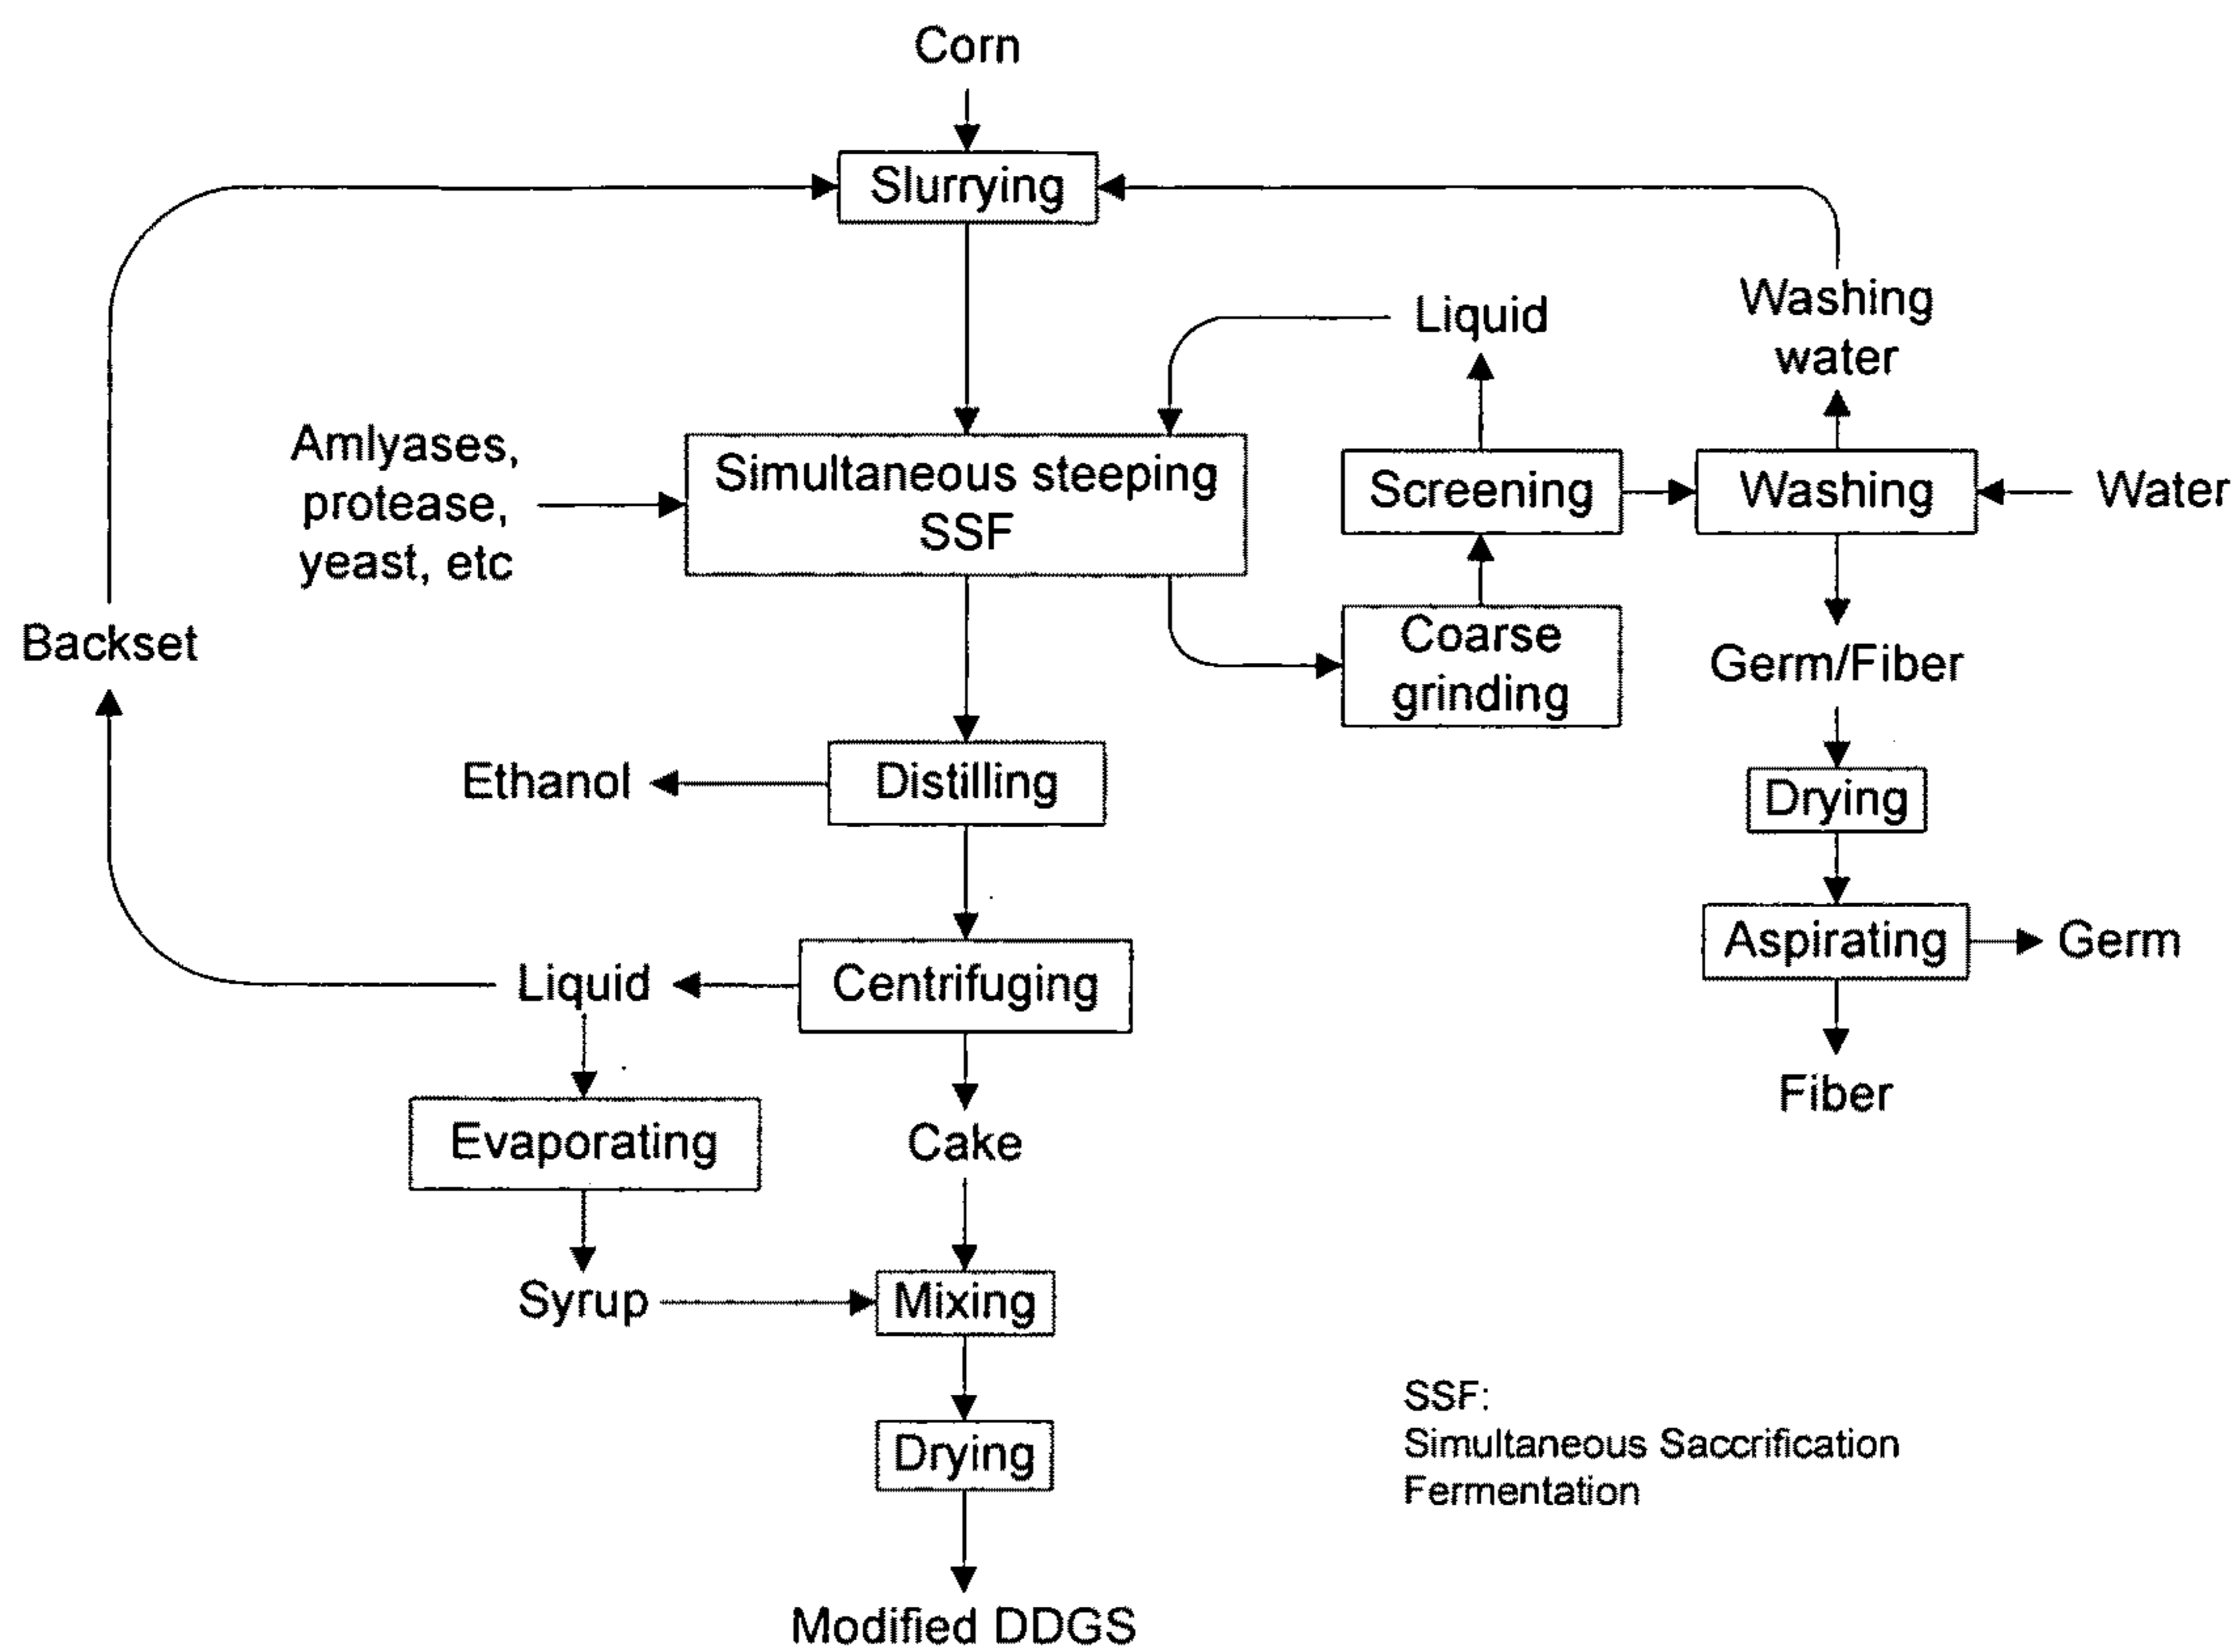 Corn
Slurrying
Washing
water
Liquid
Amlyases,
protease,
yeast, etc
Simultaneous steeping
SSF
Screening
Washing
Water
Backset
Coarse
grinding
Germ/Fiber
Ethanol
Distilling
Drying
Aspirating
Germ
Liquid
Centrifuging
Fiber
Evaporating
Cake
Syrup
Mixing
Drying
SSF:
Simultaneous Saccrification
Fermentation
Modified DDGS